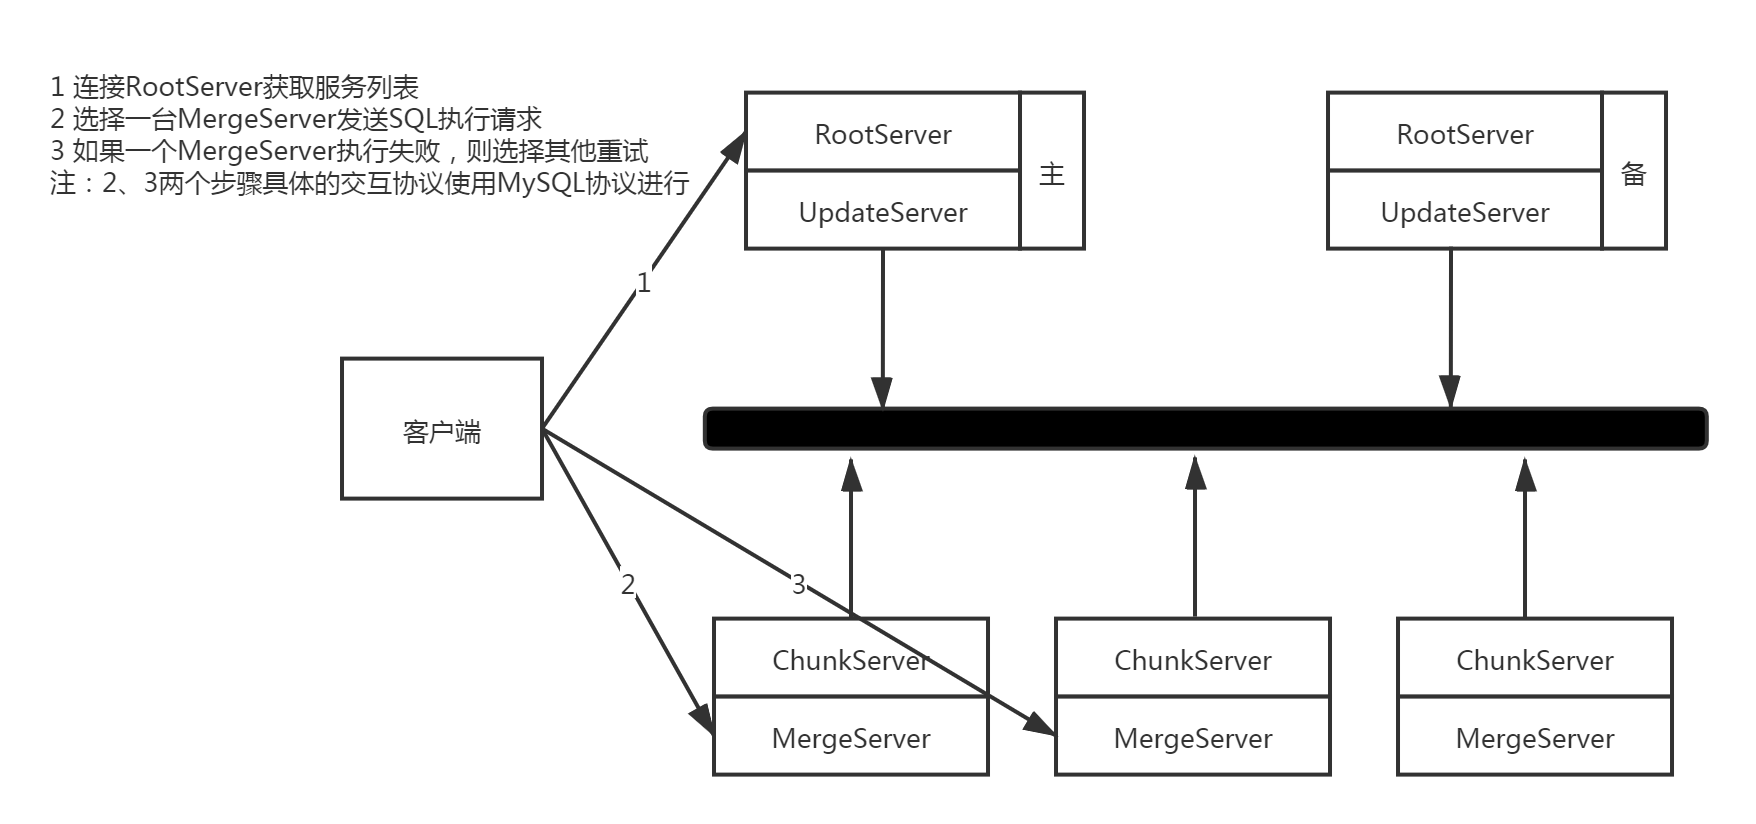 1 连接RootServer获取服务列表
2 选择一台MergeServer发送SQL执行请求
3 如果一个MergeServer执行失败，则选择其他重试
注：2、3两个步骤具体的交互协议使用MySQL协议进行
RootServer
UpdateServer
主
RootServer
UpdateServer
备
1
客户端
2
3
ChunkServer
MergeServer
ChunkServer
MergeServer
ChunkServer
MergeServer